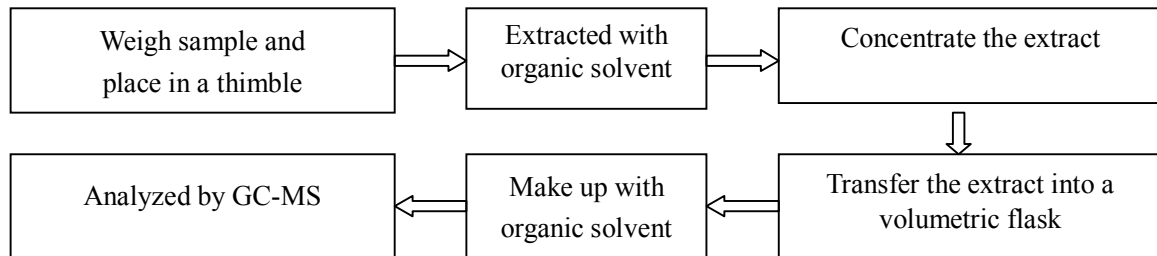 Weigh sample and
place in a thimble
Extracted with
organic solvent
Concentrate the extract
Transfer the extract into a
volumetric flask
Make up with
organic solvent
Analyzed by GC-MS